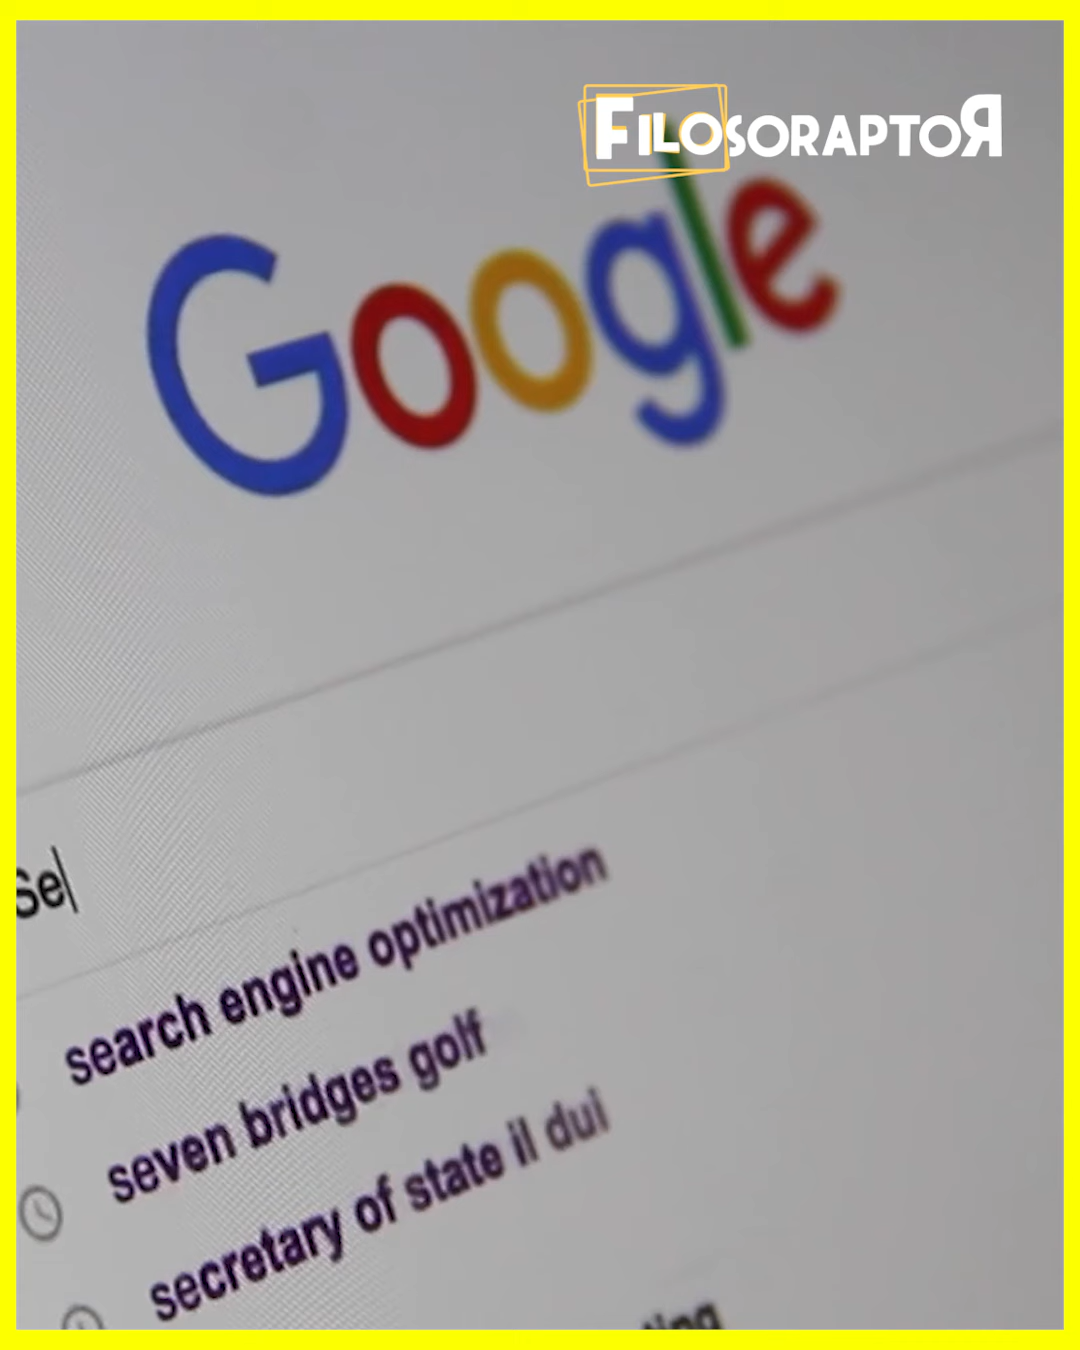 FILOSORAPTOR
Google
Se
search engine optimization
seven bridges golf
secretary of state il dui